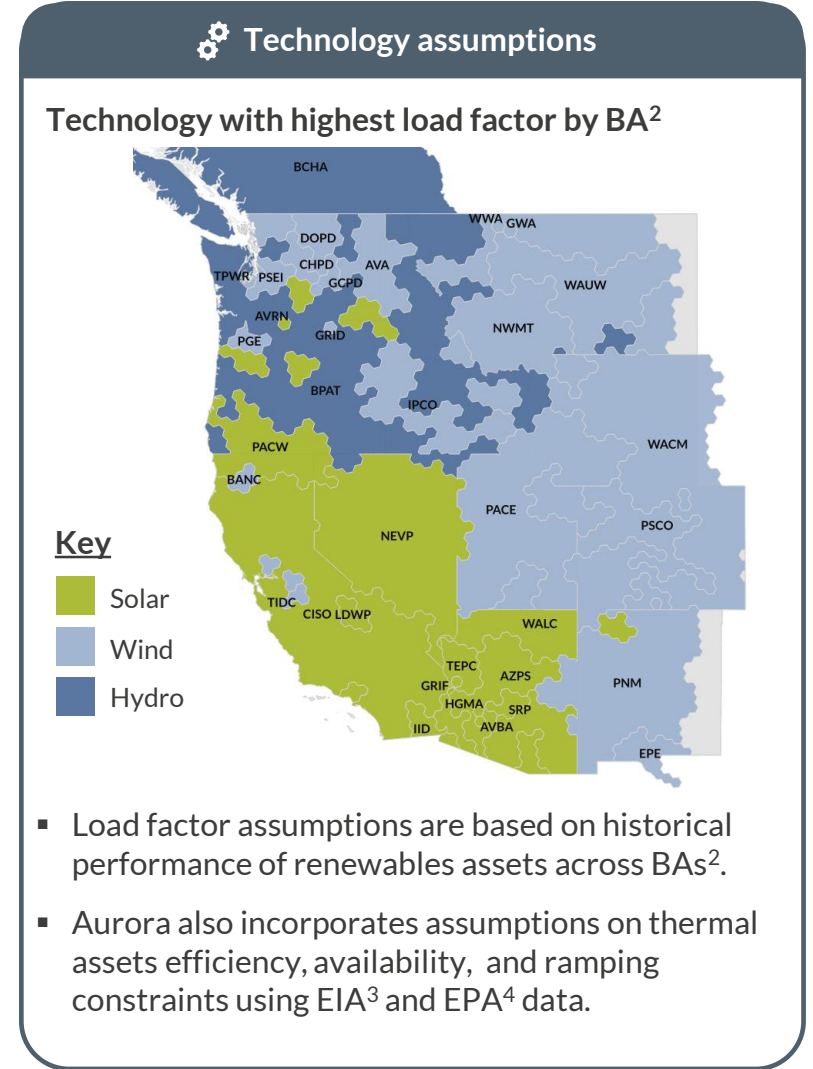 Technology assumptions
Technology with highest load factor by BA²
BCHA
WWA
GWA
DOPD
CHPD
AVA
TPWR
PSEI
GCPD
WAUW
AVRN
NWMT
GRID
PGE
BPAT
IPCO
PACW
WACM
BANC
PACE
PSCO
NEVP
Key
Solar
Wind
Hydro
TIDC
CISO
LDWP
WALC
TEPC
AZPS
GRIF
PNM
HGMA
SRP
IID
AVBA
EPE
▪ Load factor assumptions are based on historical
performance of renewables assets across BAs².
▪ Aurora also incorporates assumptions on thermal
assets efficiency, availability, and ramping
constraints using EIA³ and EPA⁴ data.